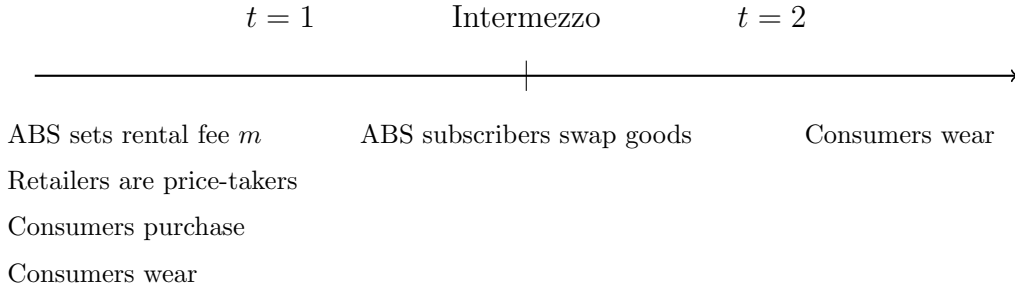 t = 1 Intermezzo t = 2
ABS sets rental fee m ABS subscribers swap goods Consumers wear
Retailers are price-takers
Consumers purchase
Consumers wear